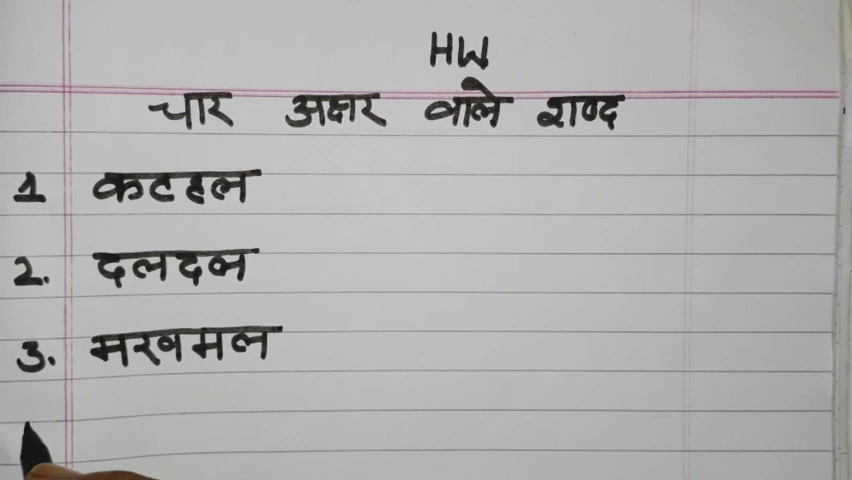 HW
चार अक्षर वाले शब्द
1 कटहल
2. दलदल
3. मखमल